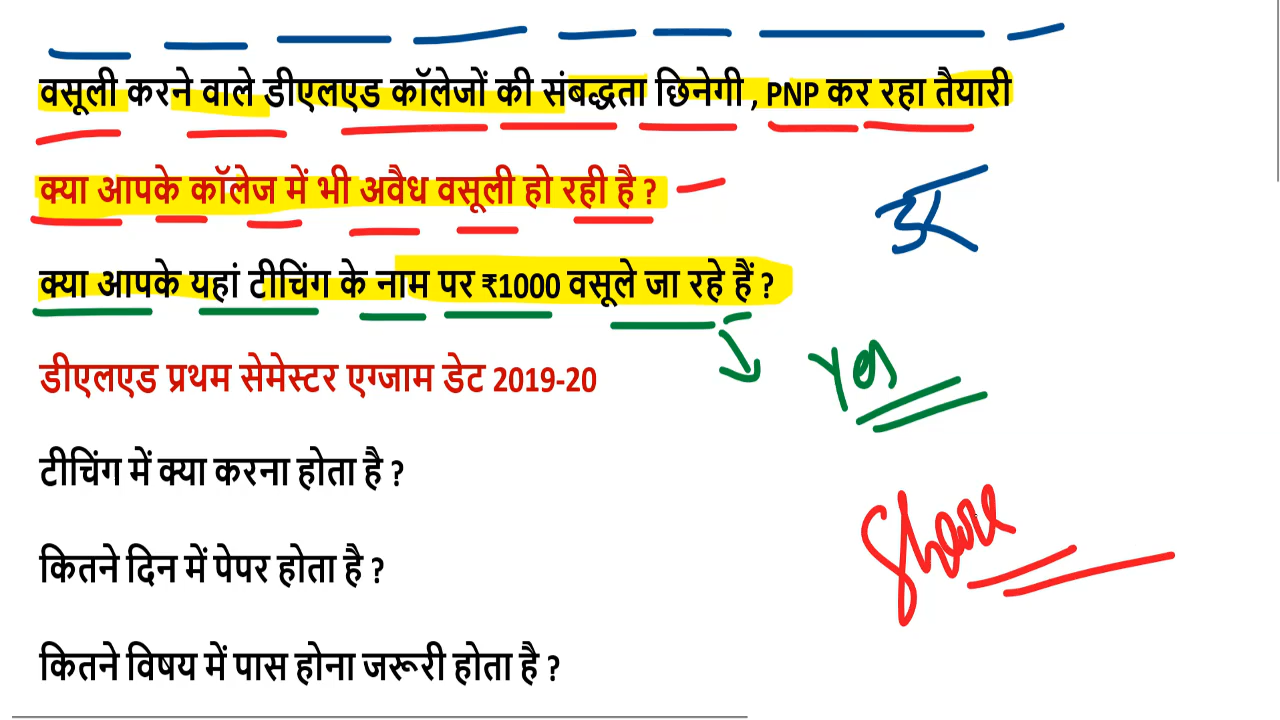 वसूली करने वाले डीएलएड कॉलेजों की संबद्धता छिनेगी , PNP कर रहा तैयारी
क्या आपके कॉलेज में भी अवैध वसूली हो रही है ?
क्या आपके यहां टीचिंग के नाम पर ₹1000 वसूले जा रहे हैं ?
Yes
डीएलएड प्रथम सेमेस्टर एग्जाम डेट 2019-20
टीचिंग में क्या करना होता है ?
Share
कितने दिन में पेपर होता है ?
कितने विषय में पास होना जरूरी होता है ?